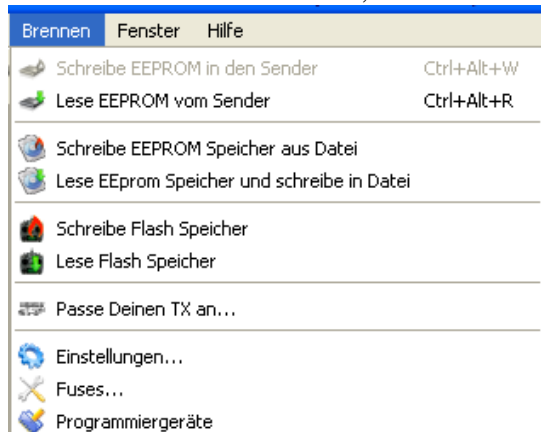 Brennen Fenster Hilfe
Schreibe EEPROM in den Sender Ctrl+Alt+W
Lese EEPROM vom Sender Ctrl+Alt+R
Schreibe EEPROM Speicher aus Datei
Lese EEprom Speicher und schreibe in Datei
Schreibe Flash Speicher
Lese Flash Speicher
Passe Deinen TX an...
Einstellungen...
Fuses...
Programmiergeräte